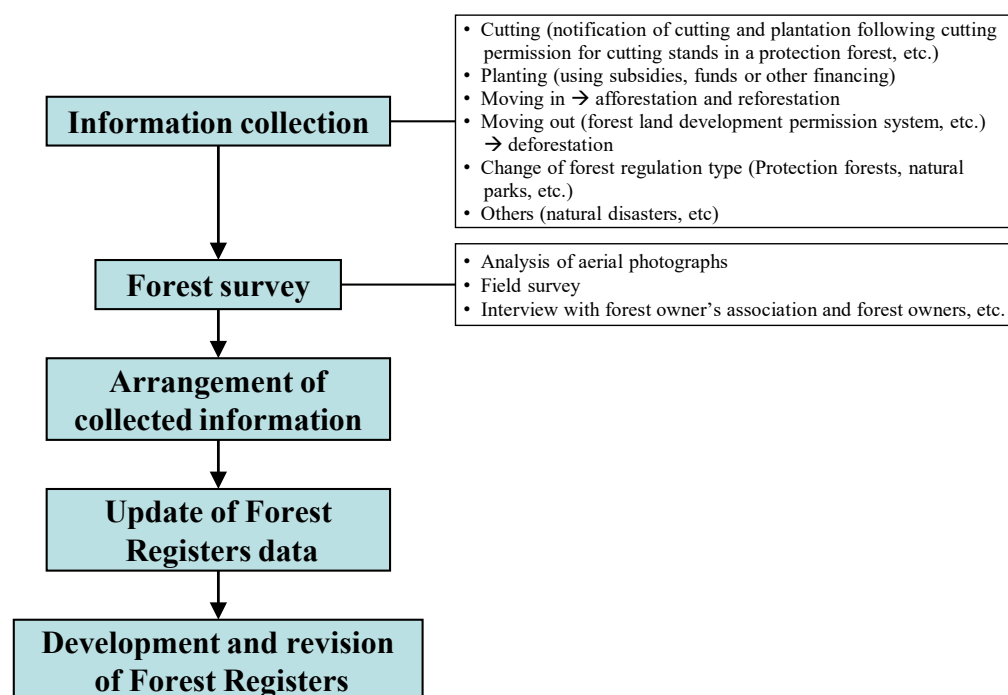 • Cutting (notification of cutting and plantation following cutting
permission for cutting stands in a protection forest, etc.)
• Planting (using subsidies, funds or other financing)
• Moving in → afforestation and reforestation
• Moving out (forest land development permission system, etc.)
→ deforestation
• Change of forest regulation type (Protection forests, natural
parks, etc.)
• Others (natural disasters, etc)
Information collection
• Analysis of aerial photographs
• Field survey
• Interview with forest owner’s association and forest owners, etc.
Forest survey
Arrangement of
collected information
Update of Forest
Registers data
Development and revision
of Forest Registers